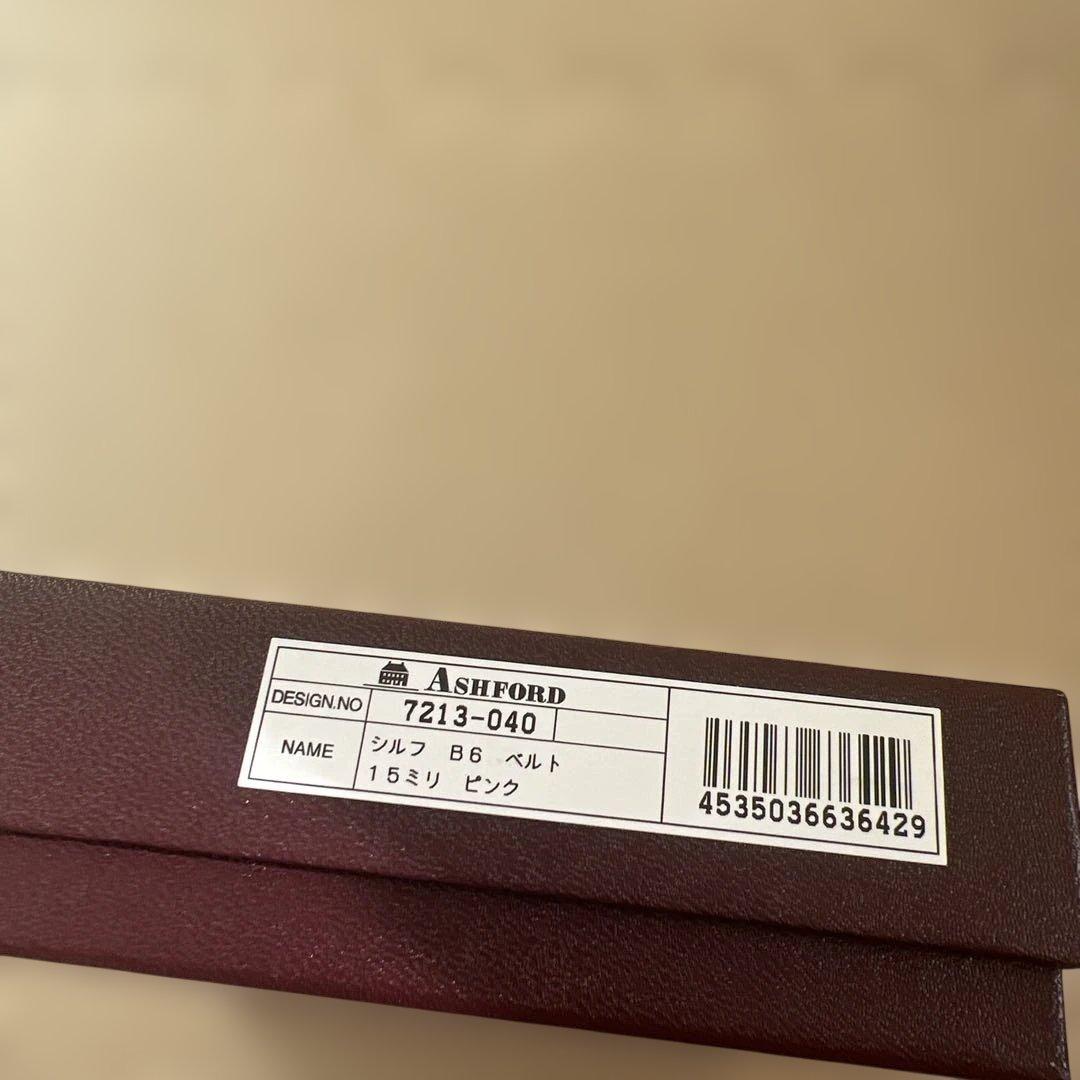 ASHFORD
DESIGN.NO 7213-040
NAME シルフ B6 ベルト
15ミリ ピンク
4535036636429